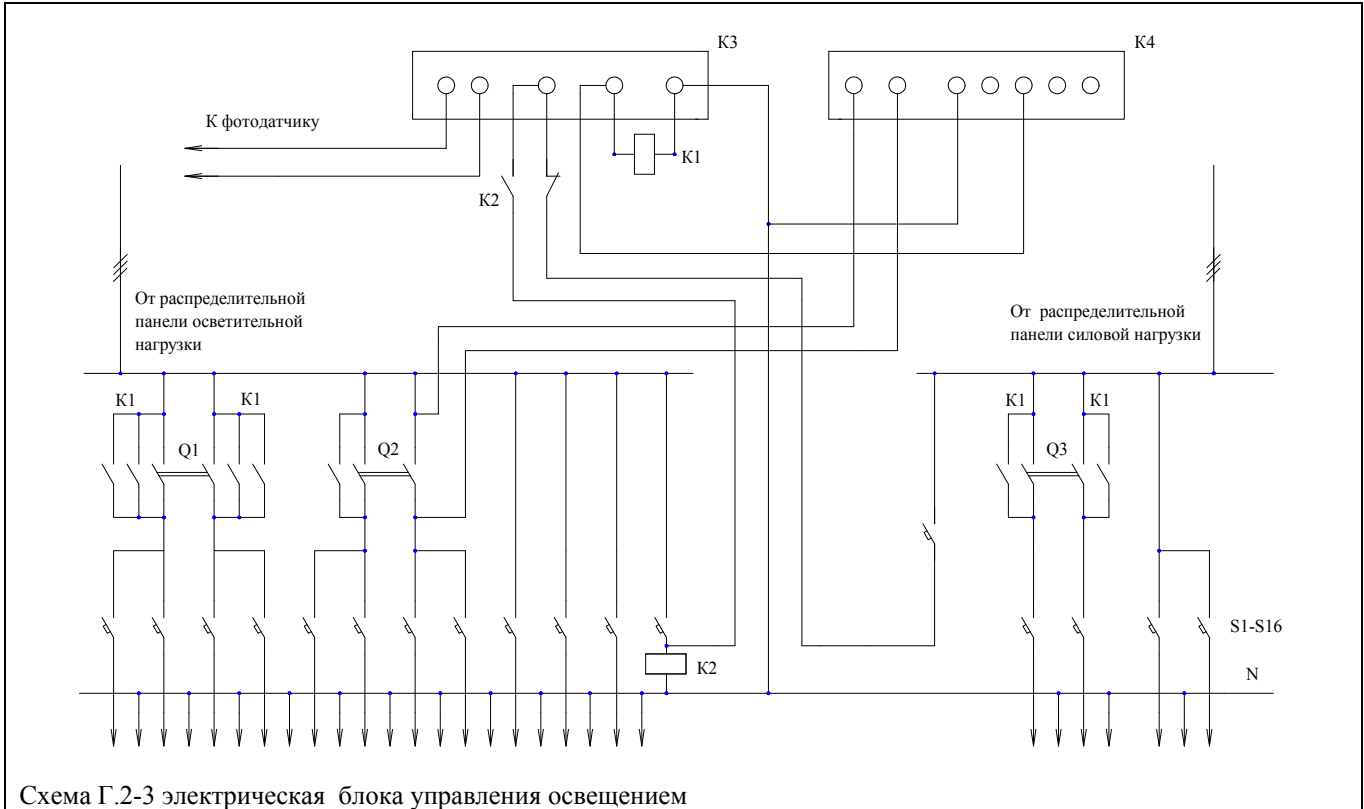 К3
К4
К фотодатчику
К1
К2
От распределительной
панели осветительной
нагрузки
От распределительной
панели силовой нагрузки
К1
К1
К1
К1
Q1
Q2
Q3
S1-S16
К2
N
Схема Г.2-3 электрическая блока управления освещением